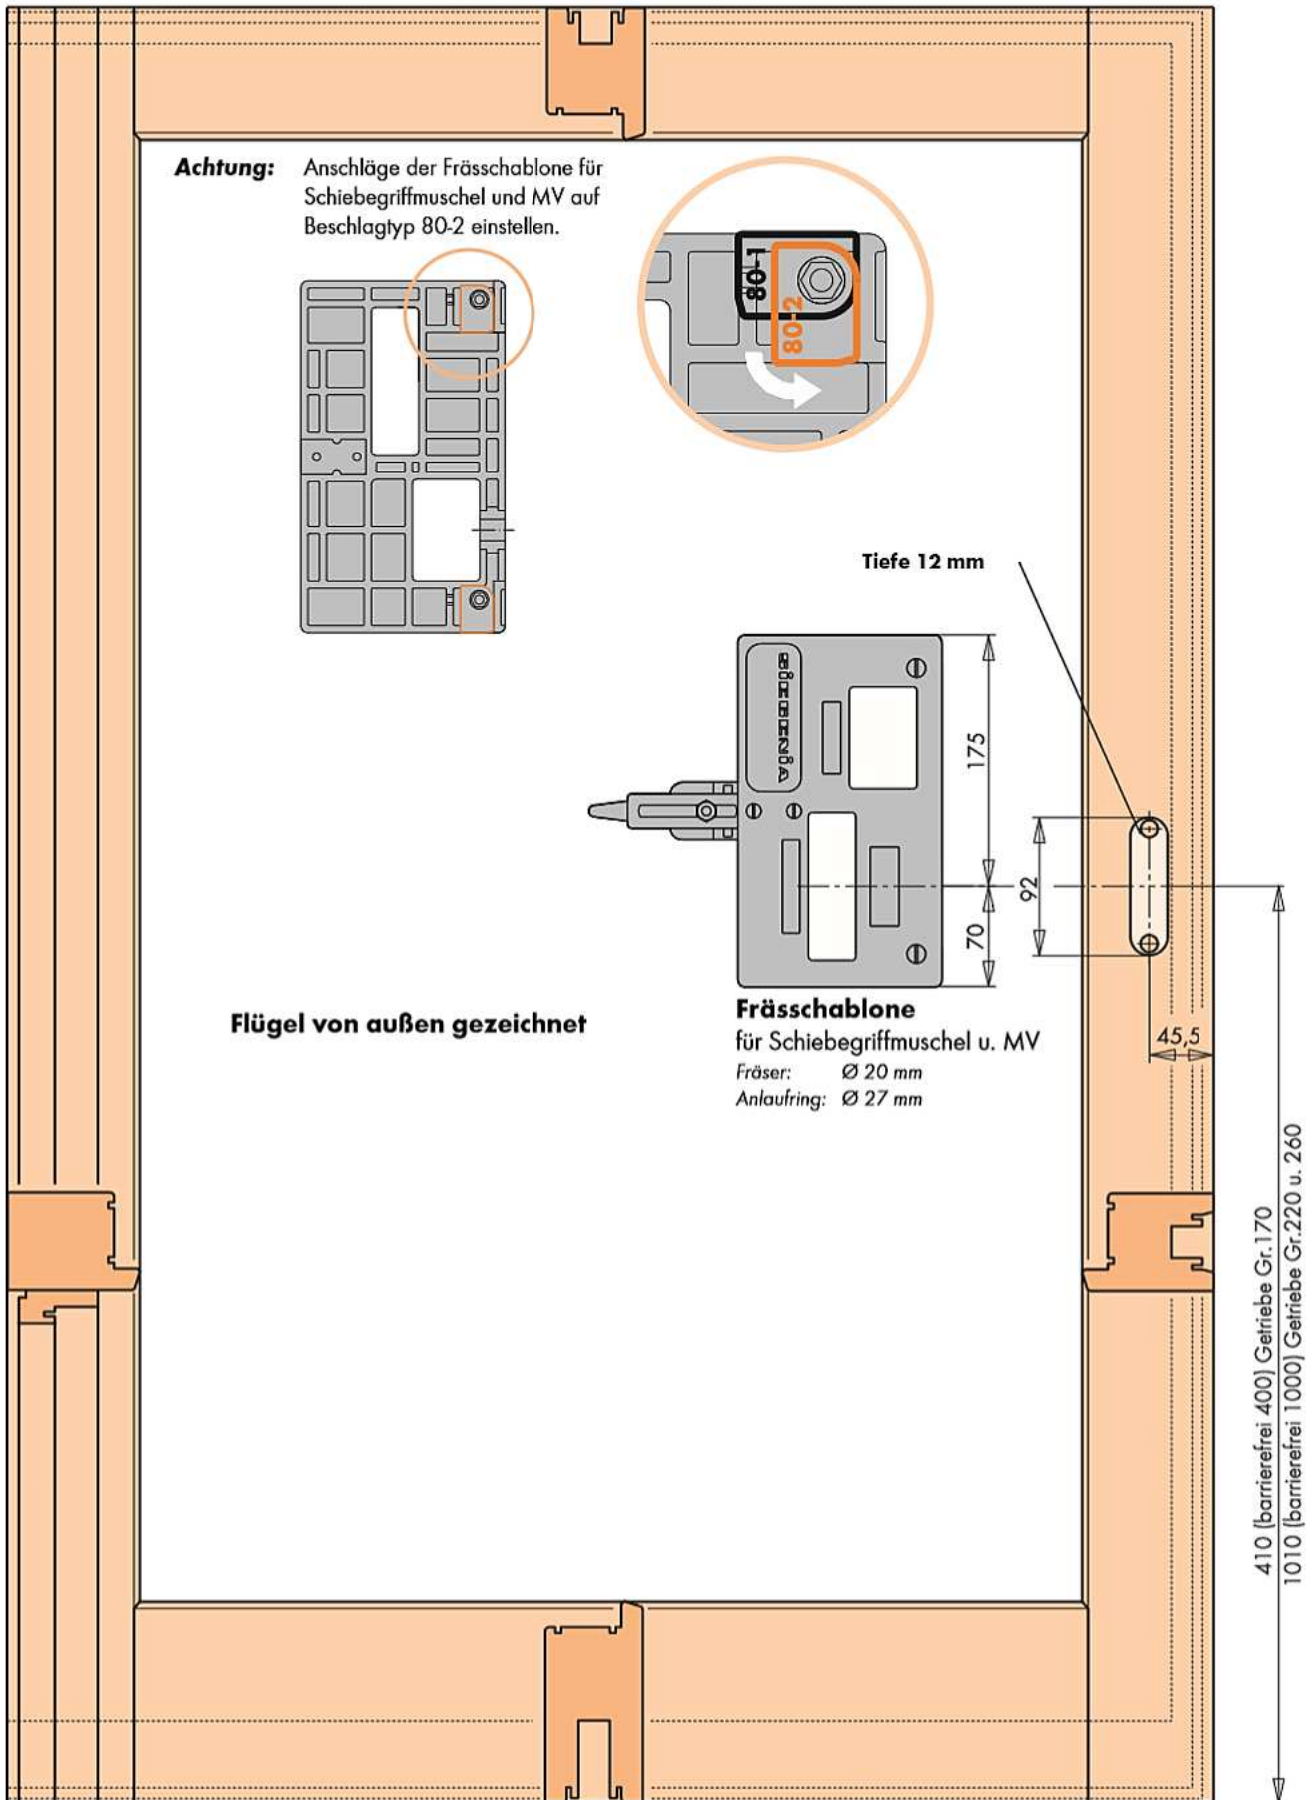 Achtung: Anschläge der Frässchablone für
Schiebegriffmuschel und MV auf
Beschlagtyp 80-2 einstellen.
80-1
80-2
Tiefe 12 mm
SIEGENIA
175
92
70
Flügel von außen gezeichnet
Frässchablone
für Schiebegriffmuschel u. MV
Fräser: Ø 20 mm
Anlaufring: Ø 27 mm
45,5
410 (barrierefrei 400) Getriebe Gr.170
1010 (barrierefrei 1000) Getriebe Gr.220 u. 260